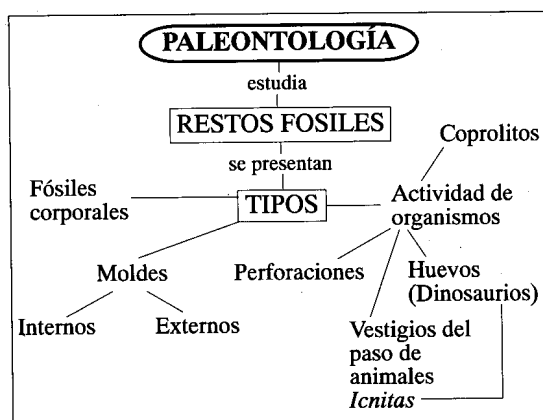 PALEONTOLOGÍA
estudia
RESTOS FOSILES
se presentan
TIPOS
Fósiles
corporales
Moldes
Internos
Externos
Coprolitos
Actividad de
organismos
Perforaciones
Huevos
(Dinosaurios)
Vestigios del
paso de
animales
Icnitas